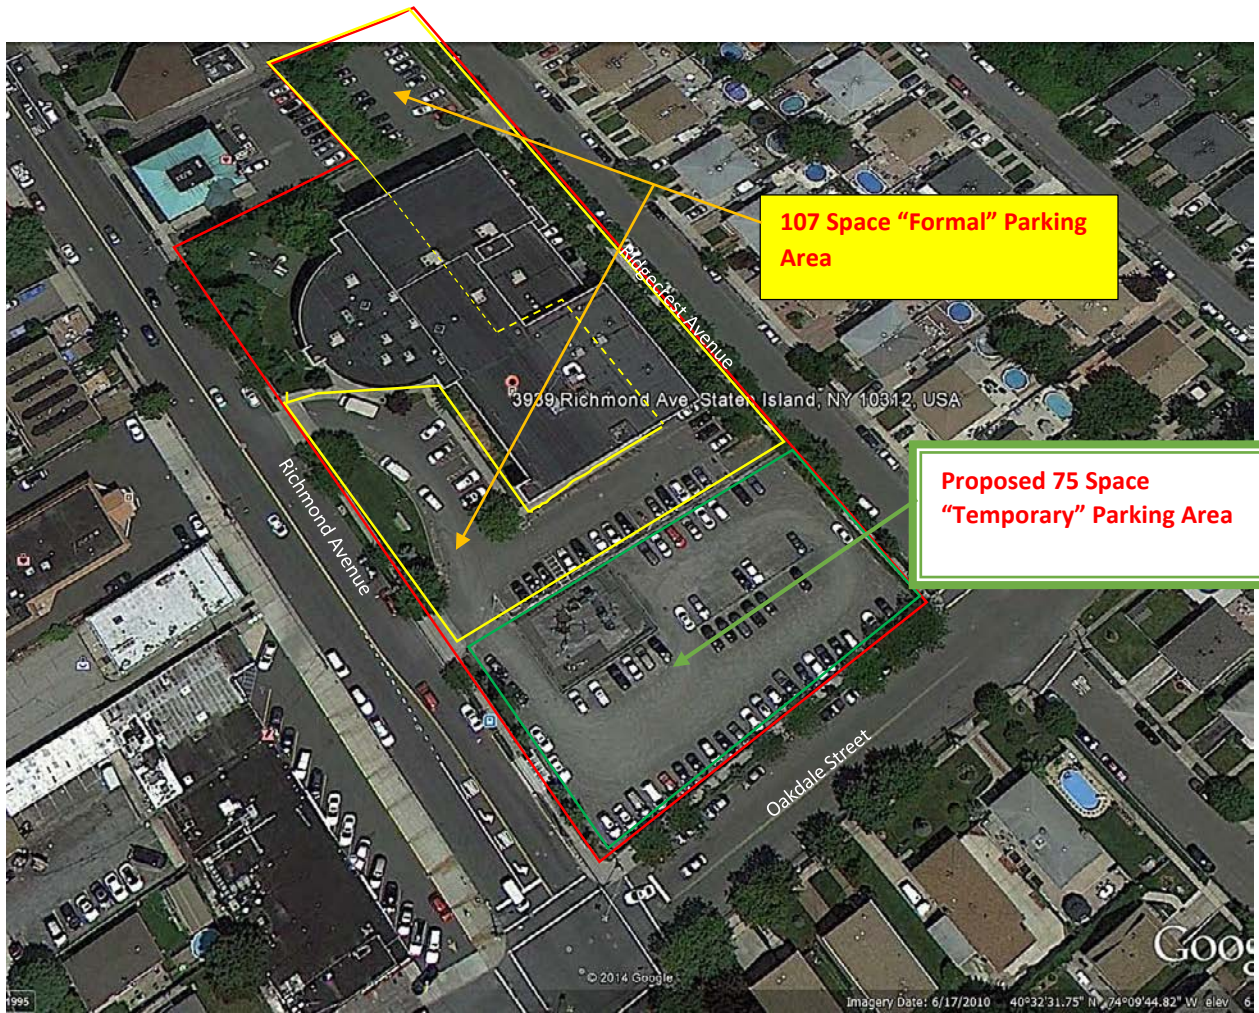 107 Space “Formal” Parking
Area
Ridgecrest Avenue
3939 Richmond Ave, Staten Island, NY 10312, USA
Proposed 75 Space
“Temporary” Parking Area
Richmond Avenue
Oakdale Street
Goog
© 2014 Google
1995
Imagery Date: 6/17/2010 40°32'31.75" N 74°09'44.82" W elev 6